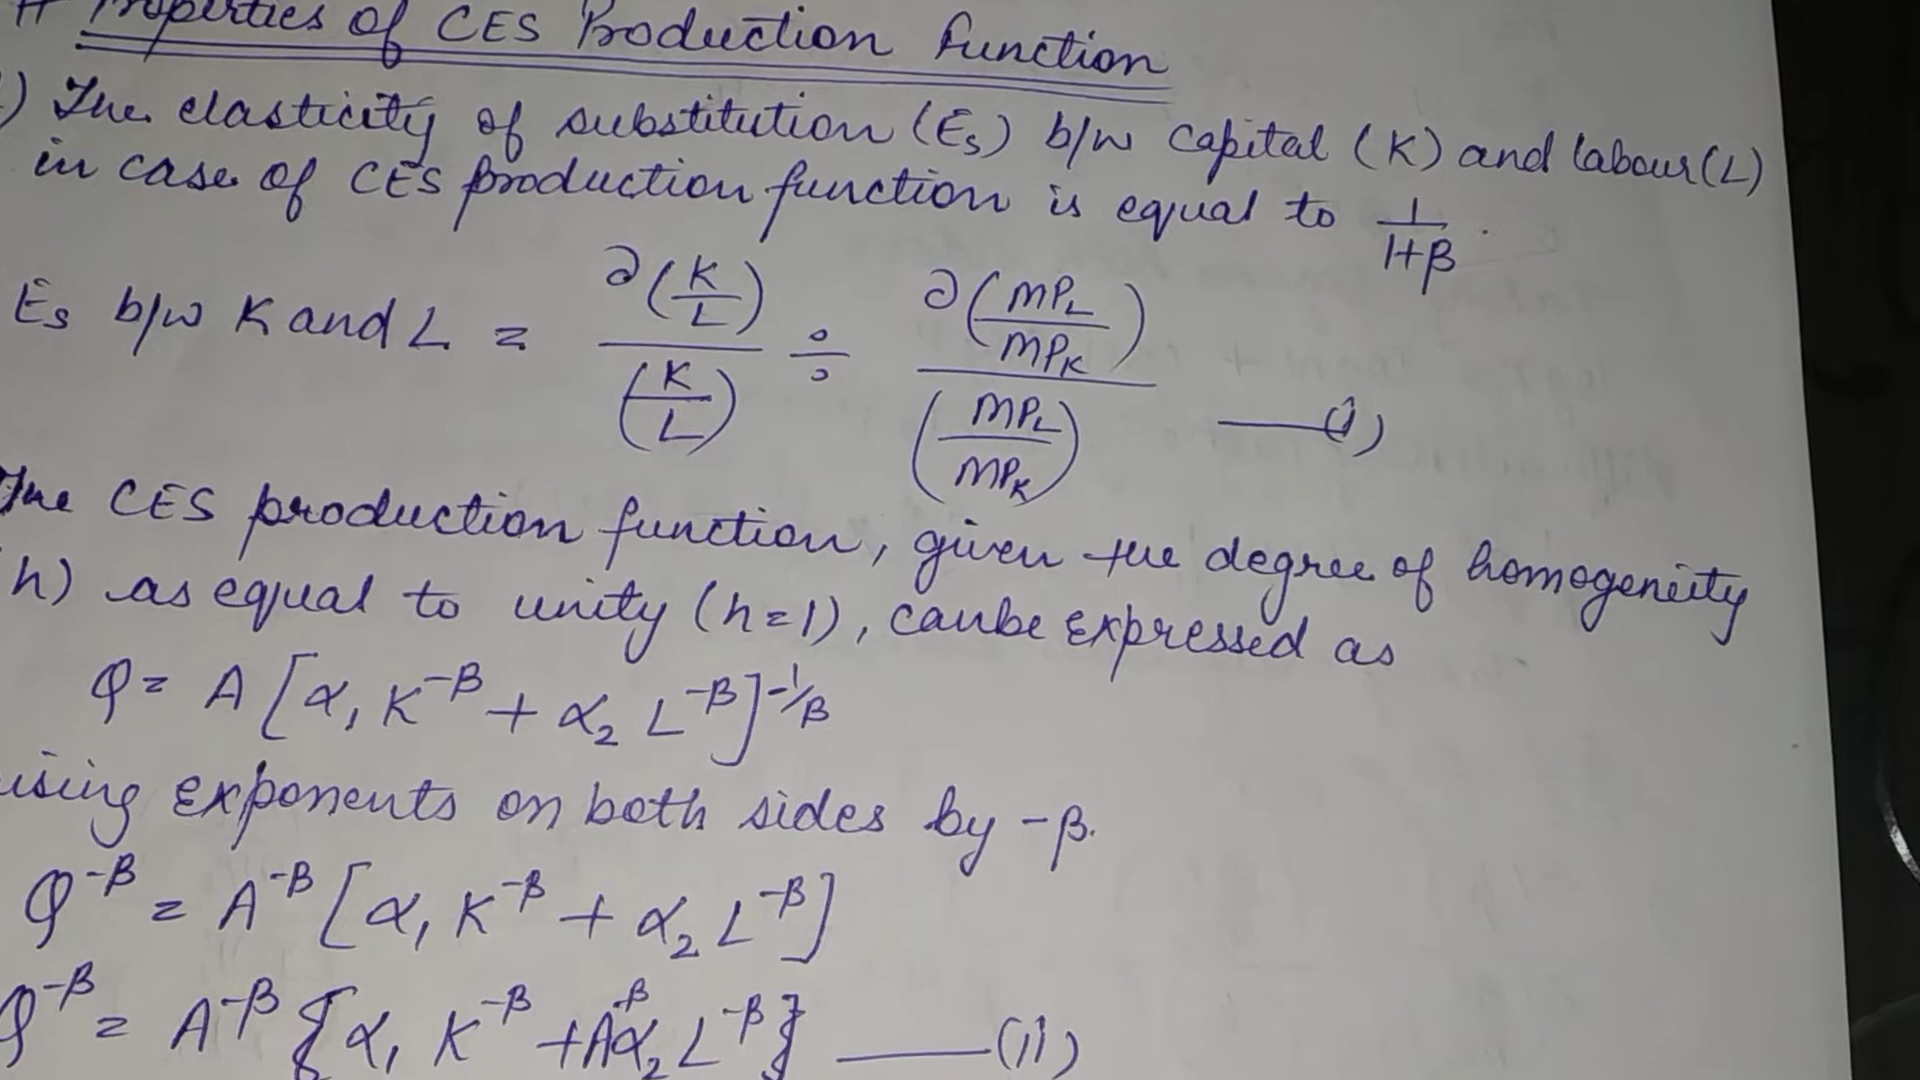 # Properties of CES Production Function
) The elasticity of substitution (Es) b/w Capital (K) and labour (L)
in case of CES production function is equal to 1/(1+β).
Es b/w K and L = ∂(K/L)/(K/L) ÷ ∂(MPL/MPK)/(MPL/MPK) —(i)
The CES production function, given the degree of homogeneity
h) as equal to unity (h=1), can be expressed as
Q = A [α₁ K^-β + α₂ L^-β]^-1/β
ising exponents on both sides by -β.
Q^-β = A^-β [α₁ K^-β + α₂ L^-β]
Q^-β = A^-β {α₁ K^-β + A^-β α₂ L^-β} —(ii)